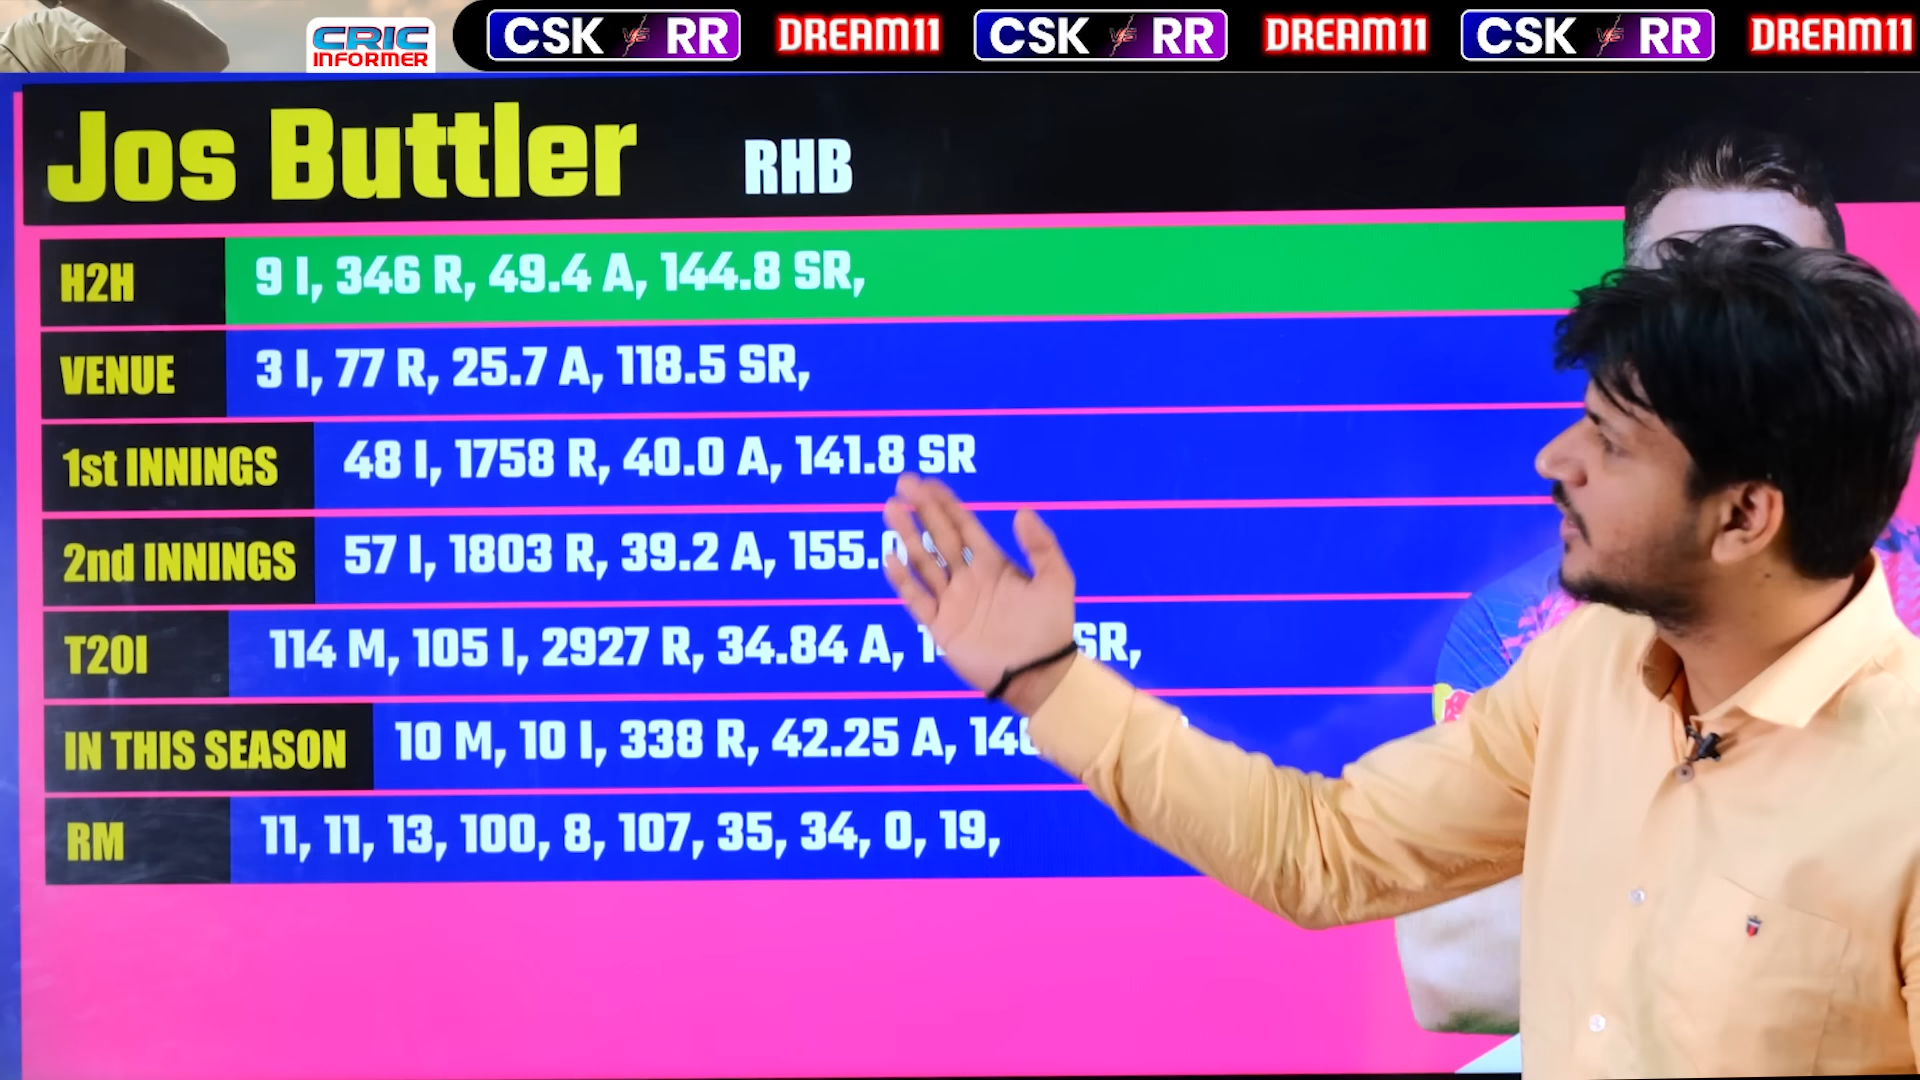 CRIC
INFORMER
CSK VS RR DREAM11 CSK VS RR DREAM11 CSK VS RR DREAM11
Jos Buttler RHB
H2H 9 I, 346 R, 49.4 A, 144.8 SR,
VENUE 3 I, 77 R, 25.7 A, 118.5 SR,
1st INNINGS 48 I, 1758 R, 40.0 A, 141.8 SR
2nd INNINGS 57 I, 1803 R, 39.2 A,
T20I 114 M, 105 I, 2927 R, 34.84 A, SR,
IN THIS SEASON 10 M, 10 I, 338 R, 42.25 A,
RM 11, 11, 13, 100, 8, 107, 35, 34, 0, 19,